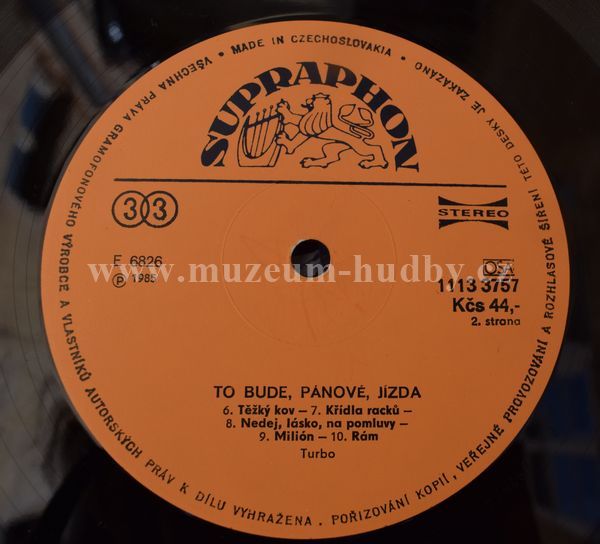 VŠECHNA PRÁVA GRAMOFONOVÉHO VÝROBCE A VLASTNÍKŮ AUTORSKÝCH PRÁV K DÍLU VYHRAŽENA . POŘIZOVÁNÍ KOPIÍ, VEŘEJNÉ PROVOZOVÁNÍ A ROZHLASOVÉ ŠÍŘENÍ TÉTO DESKY JE ZAKÁZÁNO • MADE IN CZECHOSLOVAKIA •
SUPRAPHON
33
STEREO
F 6826
Ⓟ 1985
www.muzeum-hudby.cz
OSA
1113 3757
Kčs 44,-
2. strana
TO BUDE, PÁNOVÉ, JÍZDA
6. Těžký kov – 7. Křídla racků –
8. Nedej, lásko, na pomluvy –
9. Milión – 10. Rám
Turbo